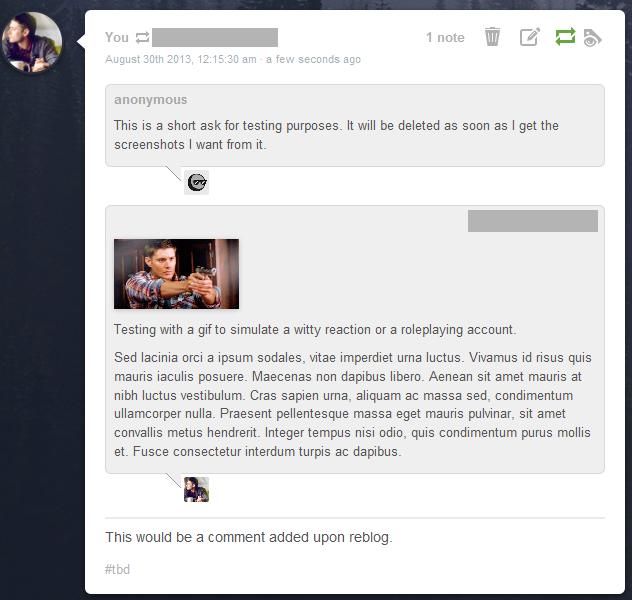 You
1 note
August 30th 2013, 12:15:30 am · a few seconds ago
anonymous
This is a short ask for testing purposes. It will be deleted as soon as I get the
screenshots I want from it.
Testing with a gif to simulate a witty reaction or a roleplaying account.
Sed lacinia orci a ipsum sodales, vitae imperdiet urna luctus. Vivamus id risus quis
mauris iaculis posuere. Maecenas non dapibus libero. Aenean sit amet mauris at
nibh luctus vestibulum. Cras sapien urna, aliquam ac massa sed, condimentum
ullamcorper nulla. Praesent pellentesque massa eget mauris pulvinar, sit amet
convallis metus hendrerit. Integer tempus nisi odio, quis condimentum purus mollis
et. Fusce consectetur interdum turpis ac dapibus.
This would be a comment added upon reblog.
#tbd